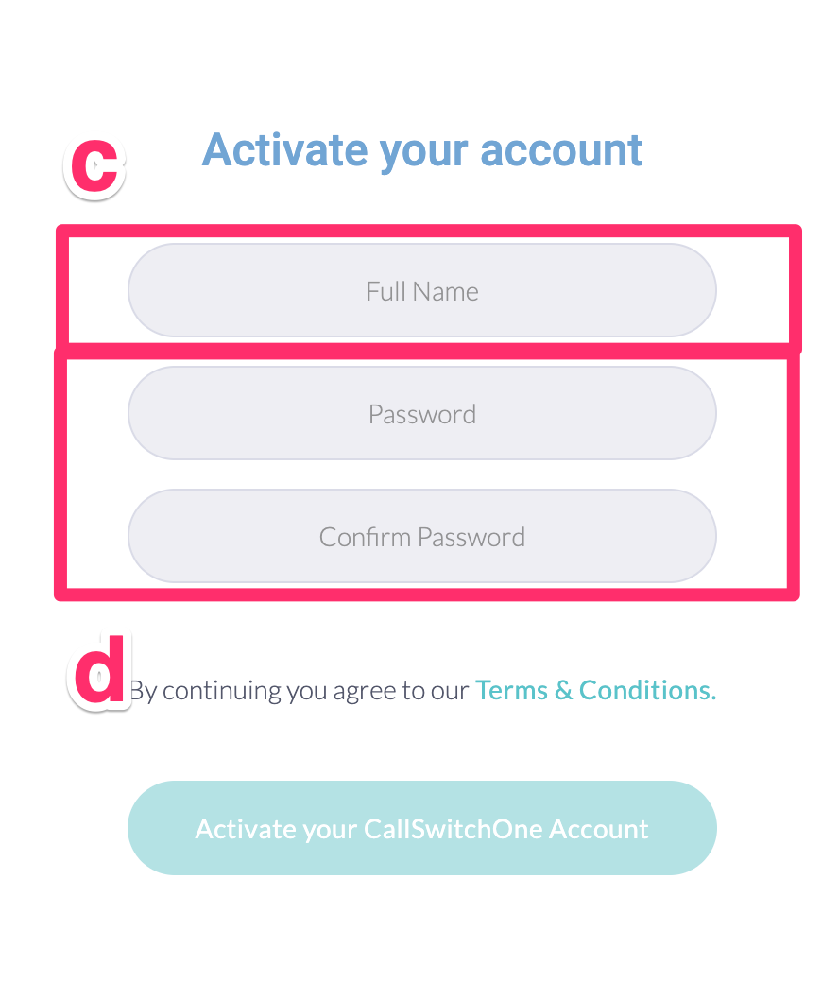 c
Activate your account
Full Name
Password
Confirm Password
d
By continuing you agree to our Terms & Conditions.
Activate your CallSwitchOne Account